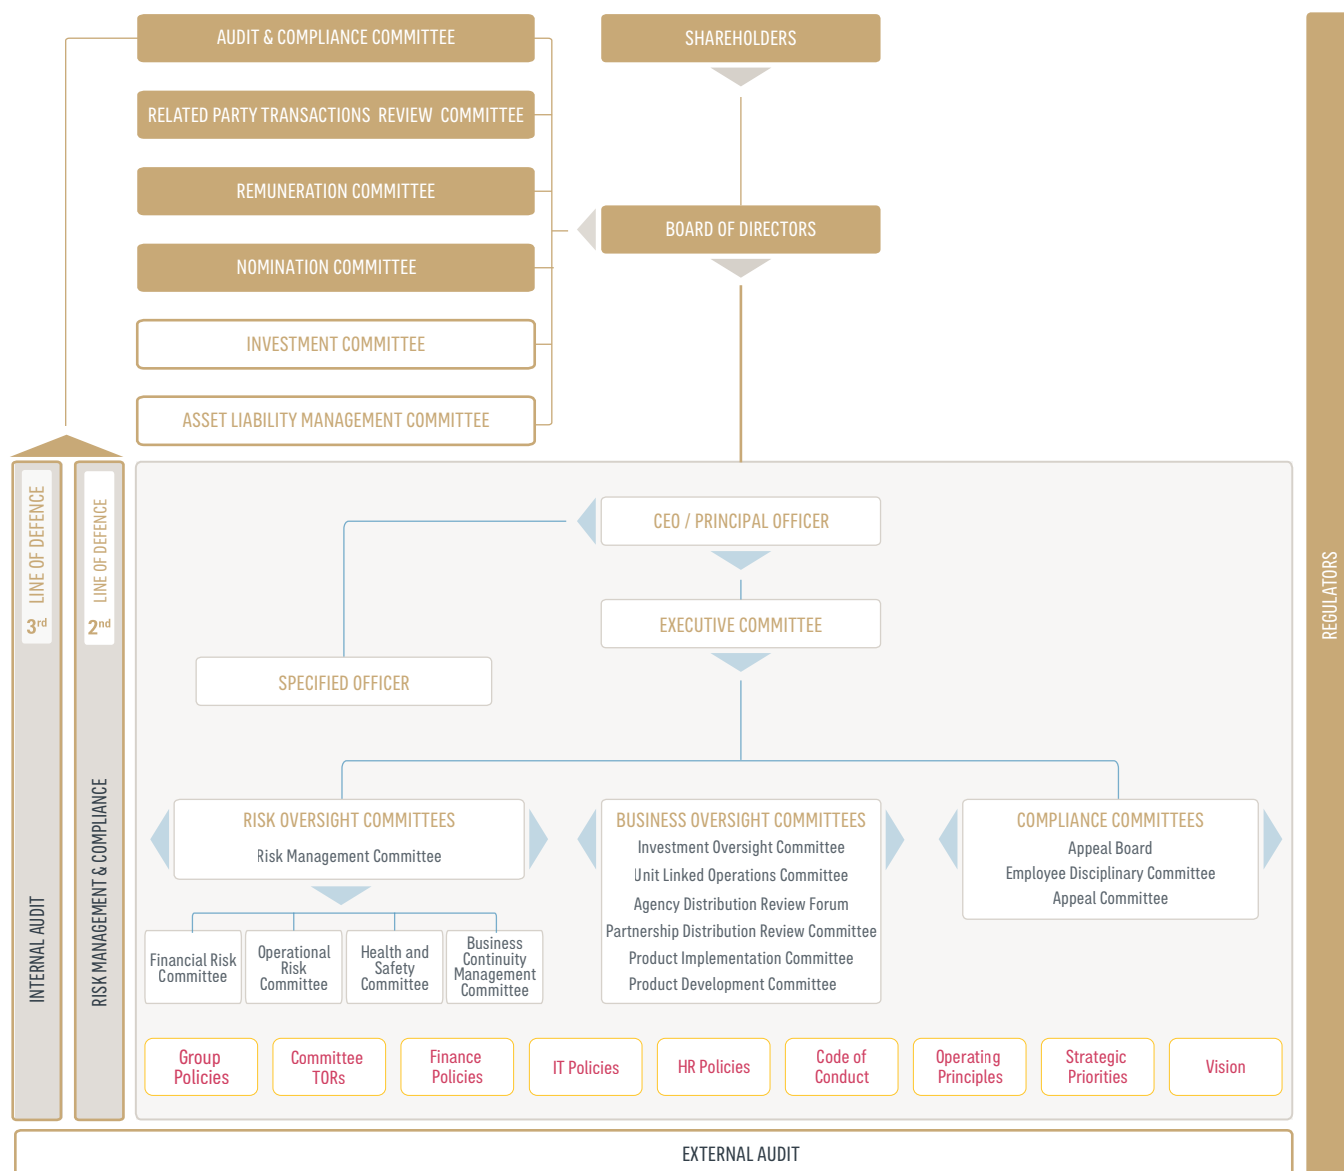 AUDIT & COMPLIANCE COMMITTEE
SHAREHOLDERS
RELATED PARTY TRANSACTIONS REVIEW COMMITTEE
REMUNERATION COMMITTEE
BOARD OF DIRECTORS
NOMINATION COMMITTEE
INVESTMENT COMMITTEE
ASSET LIABILITY MANAGEMENT COMMITTEE
3rd LINE OF DEFENCE
INTERNAL AUDIT
2nd LINE OF DEFENCE
RISK MANAGEMENT & COMPLIANCE
REGULATORS
CEO / PRINCIPAL OFFICER
EXECUTIVE COMMITTEE
SPECIFIED OFFICER
RISK OVERSIGHT COMMITTEES
Risk Management Committee
Financial Risk
Committee
Operational
Risk
Committee
Health and
Safety
Committee
Business
Continuity
Management
Committee
BUSINESS OVERSIGHT COMMITTEES
Investment Oversight Committee
Unit Linked Operations Committee
Agency Distribution Review Forum
Partnership Distribution Review Committee
Product Implementation Committee
Product Development Committee
COMPLIANCE COMMITTEES
Appeal Board
Employee Disciplinary Committee
Appeal Committee
Group
Policies
Committee
TORs
Finance
Policies
IT Policies
HR Policies
Code of
Conduct
Operating
Principles
Strategic
Priorities
Vision
EXTERNAL AUDIT